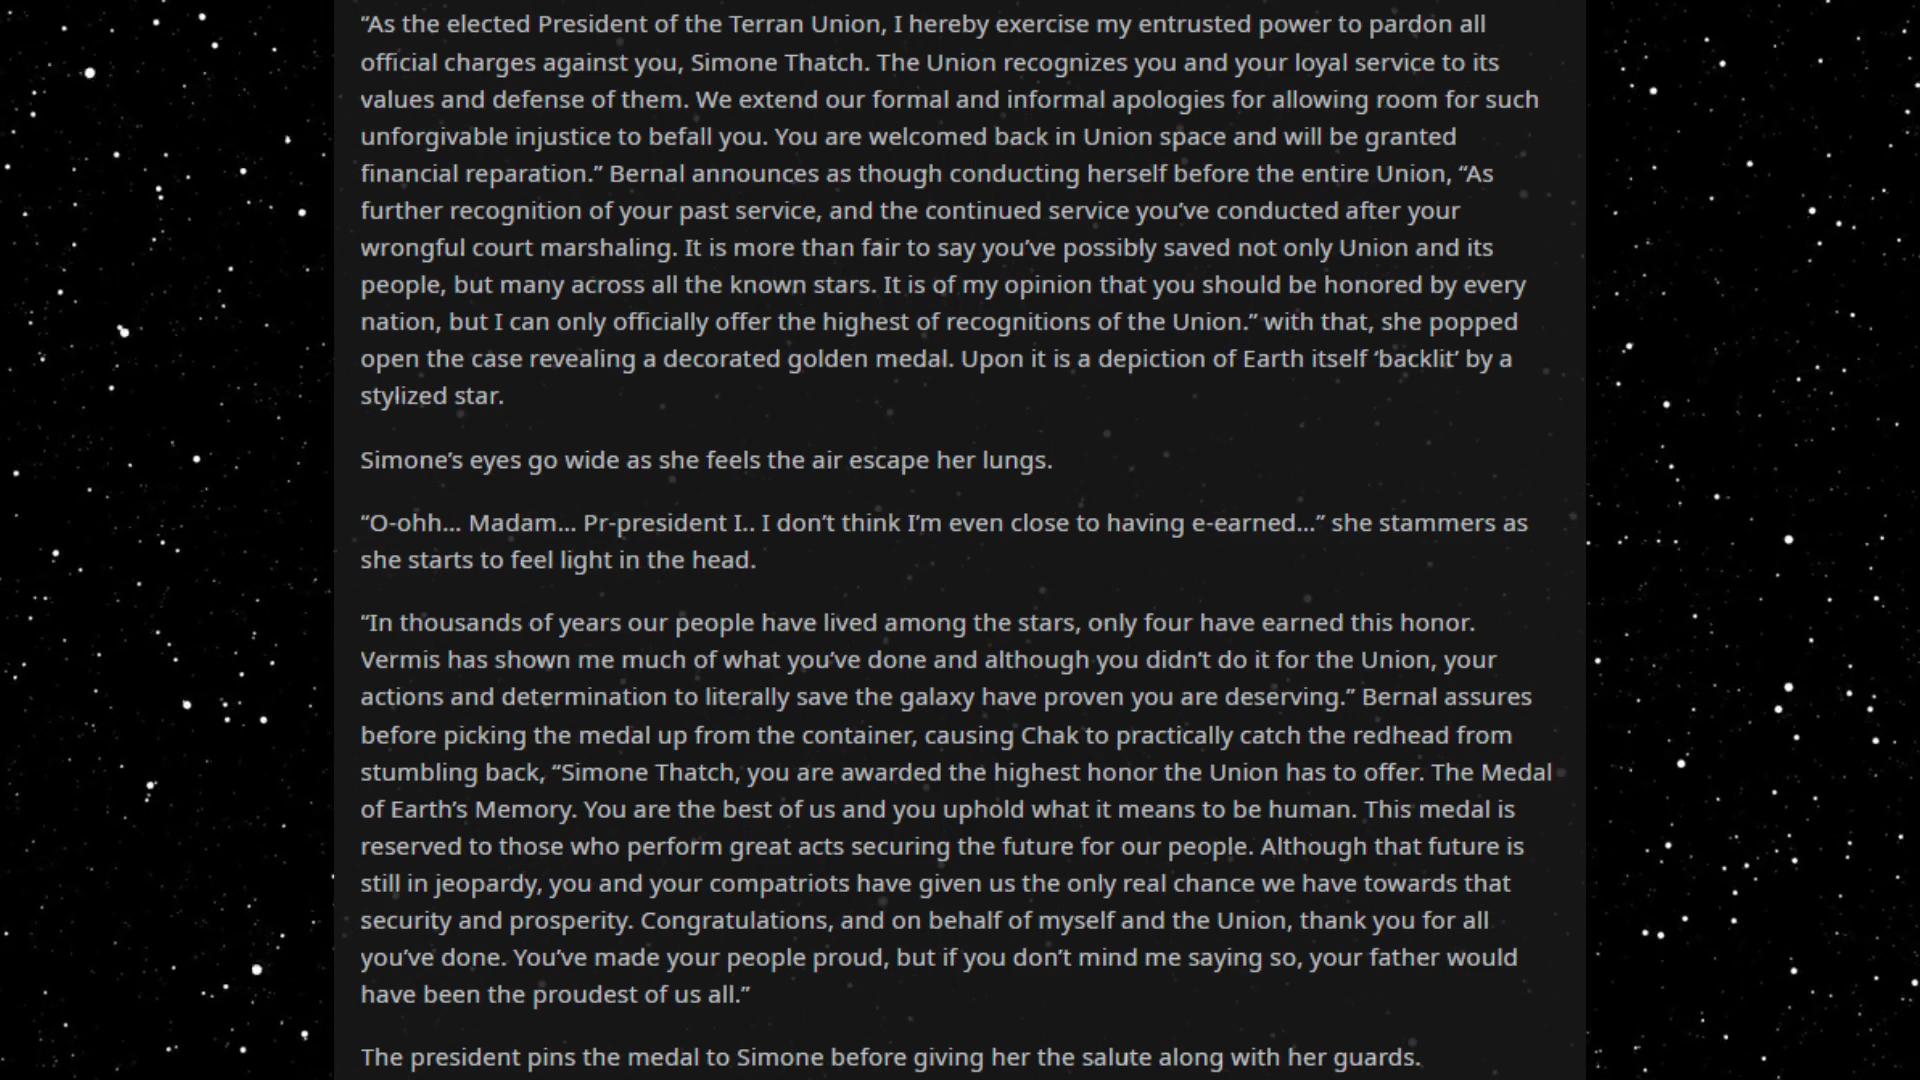 “As the elected President of the Terran Union, I hereby exercise my entrusted power to pardon all
official charges against you, Simone Thatch. The Union recognizes you and your loyal service to its
values and defense of them. We extend our formal and informal apologies for allowing room for such
unforgivable injustice to befall you. You are welcomed back in Union space and will be granted
financial reparation.” Bernal announces as though conducting herself before the entire Union, “As
further recognition of your past service, and the continued service you’ve conducted after your
wrongful court marshaling. It is more than fair to say you’ve possibly saved not only Union and its
people, but many across all the known stars. It is of my opinion that you should be honored by every
nation, but I can only officially offer the highest of recognitions of the Union.” with that, she popped
open the case revealing a decorated golden medal. Upon it is a depiction of Earth itself ‘backlit’ by a
stylized star.
Simone’s eyes go wide as she feels the air escape her lungs.
“O-ohh… Madam… Pr-president I.. I don’t think I’m even close to having e-earned…” she stammers as
she starts to feel light in the head.
“In thousands of years our people have lived among the stars, only four have earned this honor.
Vermis has shown me much of what you’ve done and although you didn’t do it for the Union, your
actions and determination to literally save the galaxy have proven you are deserving.” Bernal assures
before picking the medal up from the container, causing Chak to practically catch the redhead from
stumbling back, “Simone Thatch, you are awarded the highest honor the Union has to offer. The Medal
of Earth’s Memory. You are the best of us and you uphold what it means to be human. This medal is
reserved to those who perform great acts securing the future for our people. Although that future is
still in jeopardy, you and your compatriots have given us the only real chance we have towards that
security and prosperity. Congratulations, and on behalf of myself and the Union, thank you for all
you’ve done. You’ve made your people proud, but if you don’t mind me saying so, your father would
have been the proudest of us all.”
The president pins the medal to Simone before giving her the salute along with her guards.